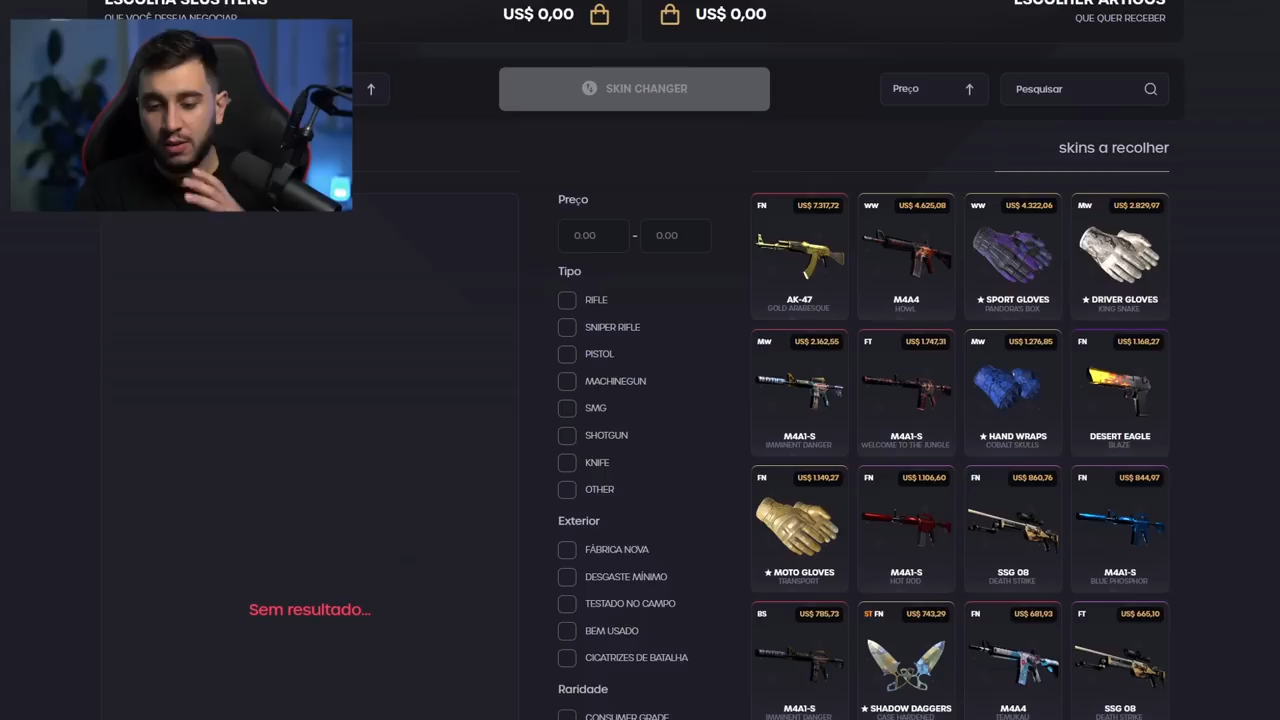 ESCOLHA SEUS ITENS
QUE VOCÊ DESEJA NEGOCIAR
US$ 0,00
US$ 0,00
ESCOLHER ARTIGOS
QUE QUER RECEBER
SKIN CHANGER
Preço
Pesquisar
skins a recolher
Preço
0.00 - 0.00
Tipo
RIFLE
SNIPER RIFLE
PISTOL
MACHINEGUN
SMG
SHOTGUN
KNIFE
OTHER
Exterior
FÁBRICA NOVA
DESGASTE MÍNIMO
TESTADO NO CAMPO
BEM USADO
CICATRIZES DE BATALHA
Raridade
CONSUMER GRADE
Sem resultado...
FN US$ 7.317,72
AK-47
GOLD ARABESQUE
WW US$ 4.625,08
M4A4
HOWL
WW US$ 4.322,06
★ SPORT GLOVES
PANDORA'S BOX
MW US$ 2.829,97
★ DRIVER GLOVES
KING SNAKE
MW US$ 2.162,55
M4A1-S
IMMINENT DANGER
FT US$ 1.747,31
M4A1-S
WELCOME TO THE JUNGLE
MW US$ 1.276,85
★ HAND WRAPS
COBALT SKULLS
FN US$ 1.168,27
DESERT EAGLE
BLAZE
FN US$ 1.149,27
★ MOTO GLOVES
TRANSPORT
FN US$ 1.106,60
M4A1-S
HOT ROD
FN US$ 860,76
SSG 08
DEATH STRIKE
FN US$ 844,97
M4A1-S
BLUE PHOSPHOR
BS US$ 785,73
M4A1-S
IMMINENT DANGER
ST FN US$ 743,29
★ SHADOW DAGGERS
CASE HARDENED
FN US$ 681,93
M4A4
TEMUKAU
FT US$ 665,10
SSG 08
DEATH STRIKE